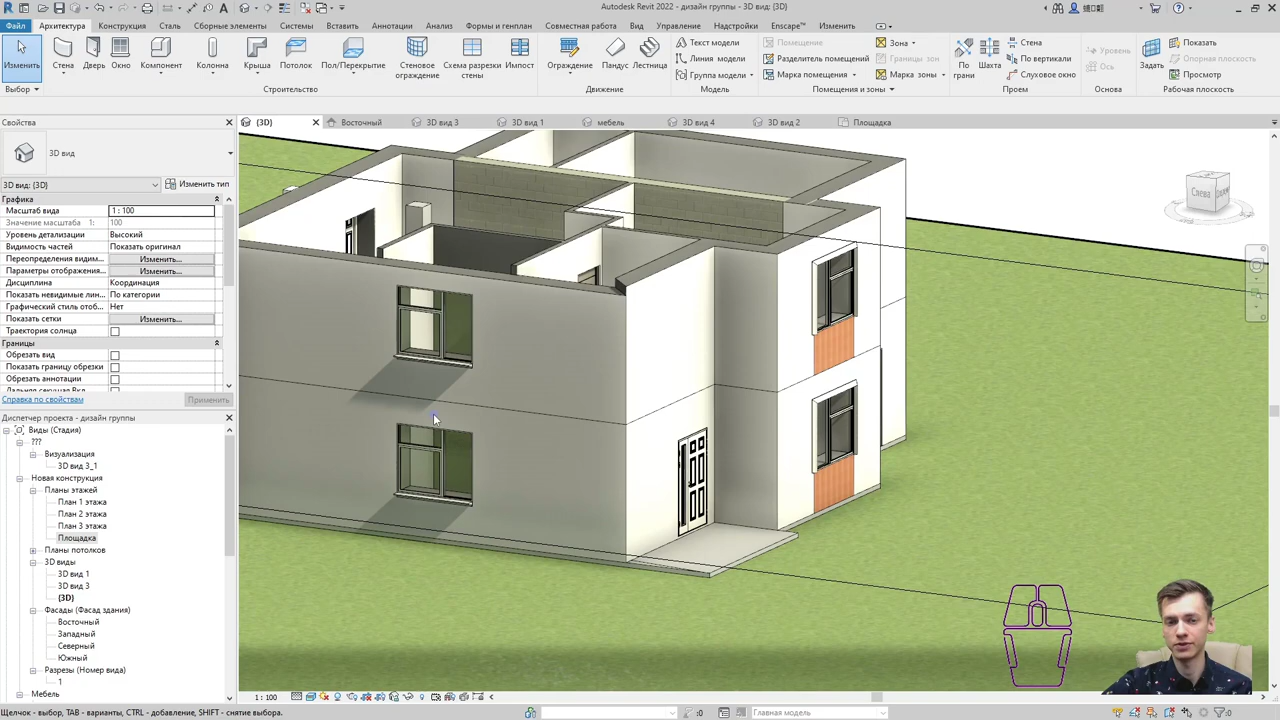 Autodesk Revit 2022 - дизайн группы - 3D вид: {3D}
Файл Архитектура Конструкция Сталь Сборные элементы Системы Вставить Аннотации Анализ Формы и генплан Совместная работа Вид Управление Надстройки Enscape™ Изменить
Изменить Стена Дверь Окно Компонент Колонна Крыша Потолок Пол/Перекрытие Стеновое ограждение Схема разрезки стены Импост Ограждение Пандус Лестница
Текст модели
Линия модели
Группа модели
Помещение
Разделитель помещений
Марка помещения
Зона
Границы зон
Марка зоны
По грани Шахта
Стена
По вертикали
Слуховое окно
Уровень
Ось
Задать
Показать
Опорная плоскость
Просмотр
Выбор Строительство Движение Модель Помещения и зоны Проем Основа Рабочая плоскость
Свойства
{3D} Восточный 3D вид 3 3D вид 1 мебель 3D вид 4 3D вид 2 Площадка
3D вид
3D вид: {3D} Изменить тип
Графика
Масштаб вида 1 : 100
Значение масштаба 1: 100
Уровень детализации Высокий
Видимость частей Показать оригинал
Переопределения видим... Изменить...
Параметры отображения... Изменить...
Дисциплина Координация
Показать невидимые лин... По категории
Графический стиль отоб... Нет
Показать сетки Изменить...
Траектория солнца
Границы
Обрезать вид
Показать границу обрезки
Обрезать аннотации
Справка по свойствам Применить
Диспетчер проекта - дизайн группы
Виды (Стадия)
???
Визуализация
3D вид 3_1
Новая конструкция
Планы этажей
План 1 этажа
План 2 этажа
План 3 этажа
Площадка
Планы потолков
3D виды
3D вид 1
3D вид 3
{3D}
Фасады (Фасад здания)
Восточный
Западный
Северный
Южный
Разрезы (Номер вида)
1
Мебель
Слева
1 : 100
Щелчок - выбор, TAB - варианты, CTRL - добавление, SHIFT - снятие выбора. :0 Главная модель :0